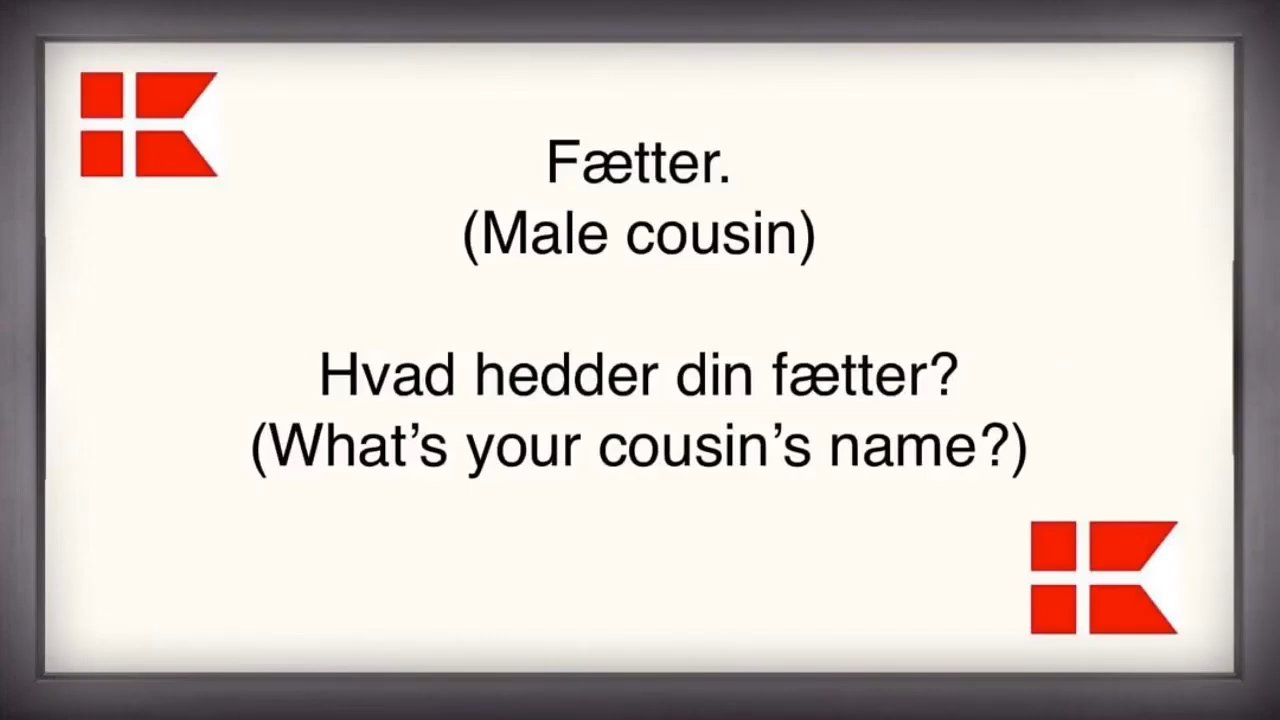 Fætter.
(Male cousin)
Hvad hedder din fætter?
(What’s your cousin’s name?)